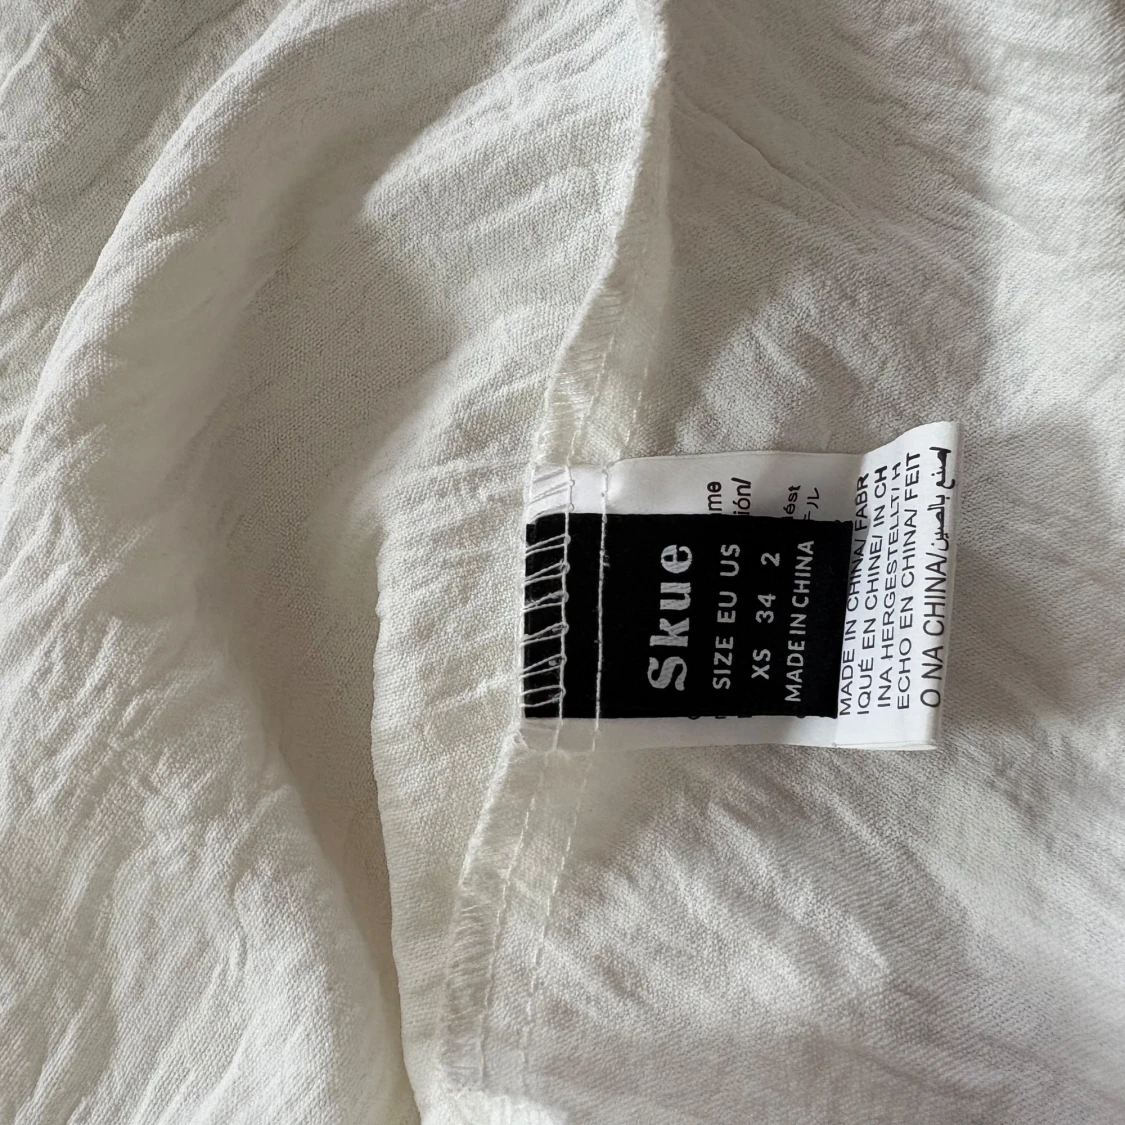 Skue
SIZE EU US
XS 34 2
MADE IN CHINA
MADE IN CHINA/ FABR
IQUÉ EN CHINE/ IN CH
INA HERGESTELLT/ H
ECHO EN CHINA/ FEIT
O NA CHINA/صنع بالصين